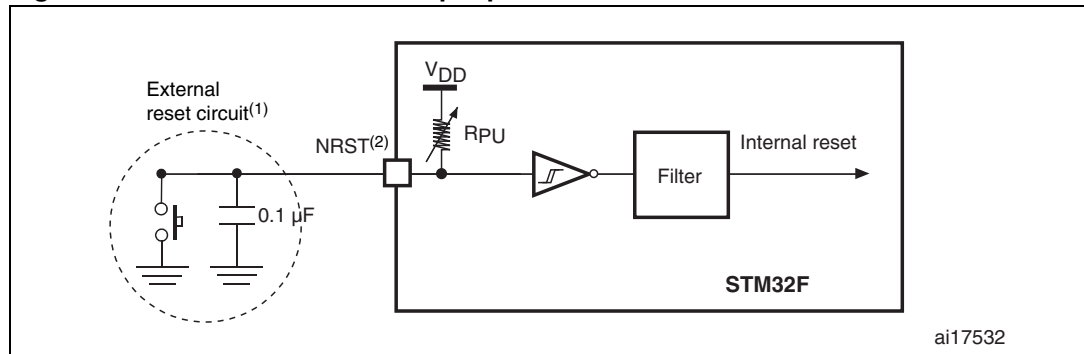 VDD
External
reset circuit(1)
NRST(2)
RPU
Internal reset
Filter
0.1 µF
STM32F
ai17532